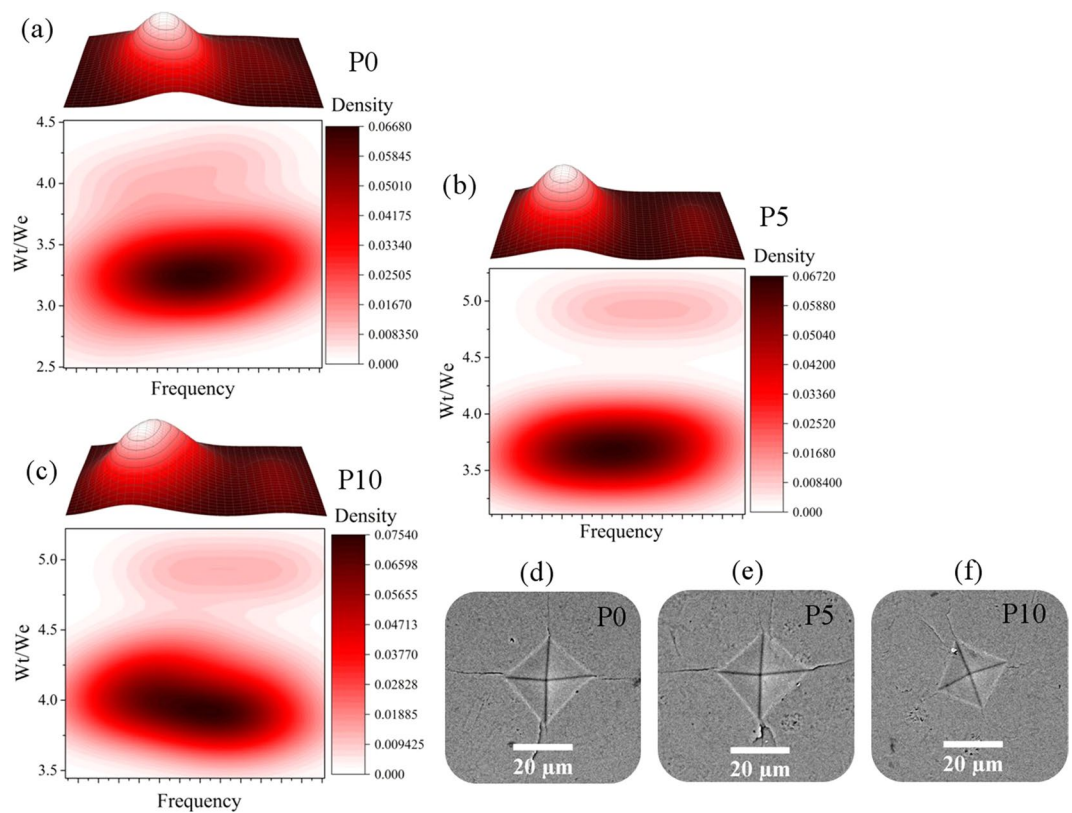 (a)
P0
Density
4.5
4.0
3.5
3.0
2.5
Wt/We
Frequency
0.06680
0.05845
0.05010
0.04175
0.03340
0.02505
0.01670
0.008350
0.000
(b)
P5
Density
5.0
4.5
4.0
3.5
Wt/We
Frequency
0.06720
0.05880
0.05040
0.04200
0.03360
0.02520
0.01680
0.008400
0.000
(c)
P10
Density
5.0
4.5
4.0
3.5
Wt/We
Frequency
0.07540
0.06598
0.05655
0.04713
0.03770
0.02828
0.01885
0.009425
0.000
(d)
P0
20 µm
(e)
P5
20 µm
(f)
P10
20 µm